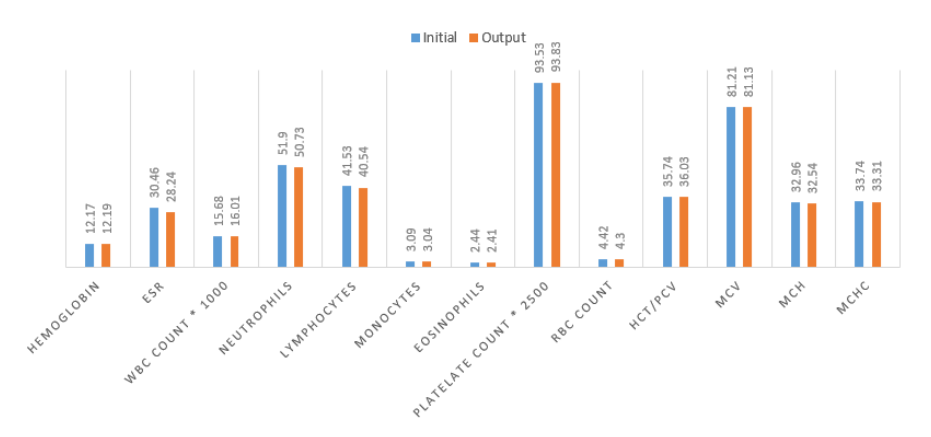 Initial Output
12.17 12.19
30.46 28.24
15.68 16.01
51.9 50.73
41.53 40.54
3.09 3.04
2.44 2.41
93.53 93.83
4.42 4.3
35.74 36.03
81.21 81.13
32.96 32.54
33.74 33.31
HEMOGLOBIN
ESR
WBC COUNT * 1000
NEUTROPHILS
LYMPHOCYTES
MONOCYTES
EOSINOPHILS
PLATELATE COUNT * 2500
RBC COUNT
HCT/PCV
MCV
MCH
MCHC